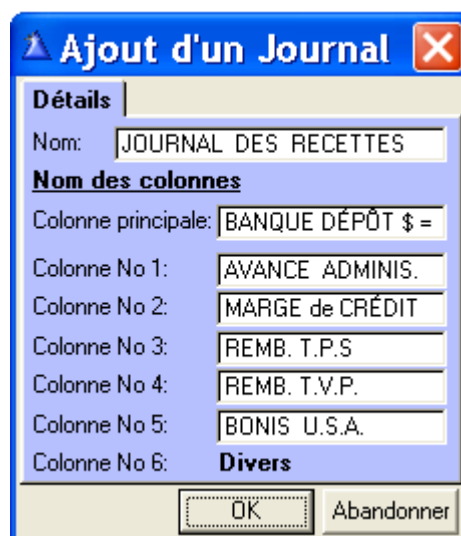 Ajout d'un Journal
Détails
Nom: JOURNAL DES RECETTES
Nom des colonnes
Colonne principale: BANQUE DÉPÔT $ =
Colonne No 1: AVANCE ADMINIS.
Colonne No 2: MARGE de CRÉDIT
Colonne No 3: REMB. T.P.S
Colonne No 4: REMB. T.V.P.
Colonne No 5: BONIS U.S.A.
Colonne No 6: Divers
OK Abandonner